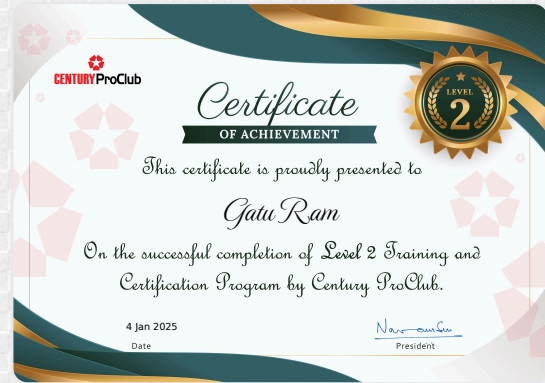 CENTURY ProClub
Certificate
OF ACHIEVEMENT
LEVEL
2
This certificate is proudly presented to
Gatu Ram
On the successful completion of Level 2 Training and
Certification Program by Century ProClub.
4 Jan 2025
Date
President